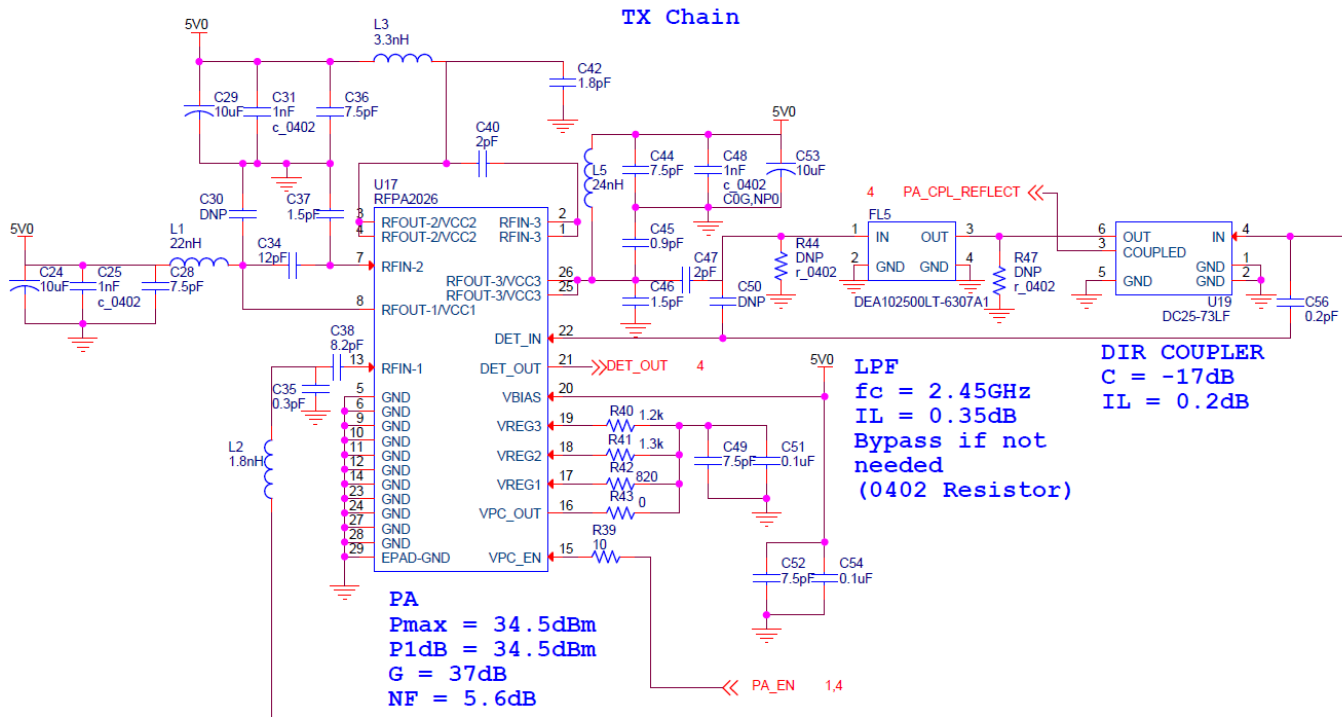 TX Chain
5V0
L3
3.3nH
C29
10uF
C31
1nF
c_0402
C36
7.5pF
C42
1.8pF
C40
2pF
C30
DNP
C37
1.5pF
5V0
L1
22nH
C34
12pF
C24
10uF
C25
1nF
c_0402
C28
7.5pF
U17
RFPA2026
3 RFOUT-2/VCC2 RFIN-3 2
4 RFOUT-2/VCC2 RFIN-3 1
7 RFIN-2
RFOUT-3/VCC3 26
RFOUT-3/VCC3 25
8 RFOUT-1/VCC1
DET_IN 22
13 RFIN-1 DET_OUT 21
5 GND VBIAS 20
6 GND
9 GND VREG3 19
10 GND
11 GND VREG2 18
12 GND
14 GND VREG1 17
23 GND
24 GND VPC_OUT 16
27 GND
28 GND
29 EPAD-GND VPC_EN 15
C38
8.2pF
C35
0.3pF
L2
1.8nH
L5
24nH
C44
7.5pF
C48
1nF
c_0402
C0G,NP0
5V0
C53
10uF
C45
0.9pF
C47
2pF
C46
1.5pF
C50
DNP
R44
DNP
r_0402
4 PA_CPL_REFLECT
FL5
1 IN OUT 3
2 GND GND 4
DEA102500LT-6307A1
R47
DNP
r_0402
6 OUT IN 4
3 COUPLED
GND 1
5 GND GND 2
U19
DC25-73LF
C56
0.2pF
DET_OUT 4
5V0
R40 1.2k
R41 1.3k
R42 820
R43 0
R39
10
C49
7.5pF
C51
0.1uF
C52
7.5pF
C54
0.1uF
LPF
fc = 2.45GHz
IL = 0.35dB
Bypass if not
needed
(0402 Resistor)
DIR COUPLER
C = -17dB
IL = 0.2dB
PA
Pmax = 34.5dBm
P1dB = 34.5dBm
G = 37dB
NF = 5.6dB
PA_EN 1,4